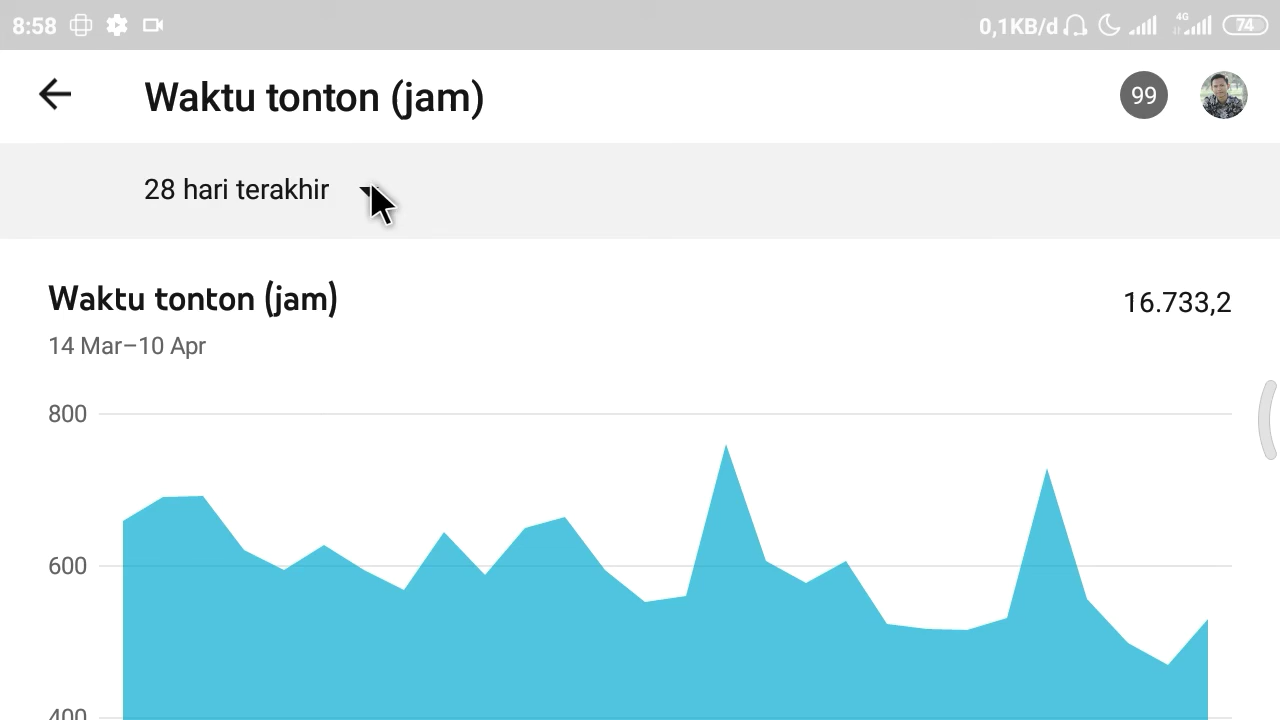 8:58 0,1KB/d 4G 74
Waktu tonton (jam) 99
28 hari terakhir
Waktu tonton (jam) 16.733,2
14 Mar–10 Apr
800
600
400